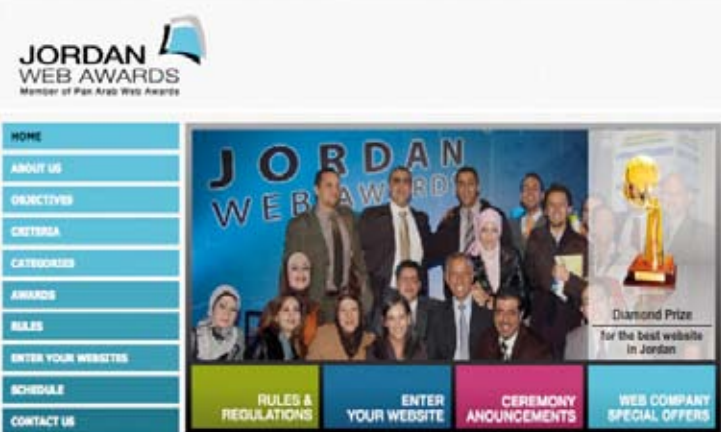 JORDAN
WEB AWARDS
Member of Pan Arab Web Awards
HOME
ABOUT US
OBJECTIVES
CRITERIA
CATEGORIES
AWARDS
RULES
ENTER YOUR WEBSITES
SCHEDULE
CONTACT US
JORDAN
WEB AWARDS
Diamond Prize
for the best website
in Jordan
RULES &
REGULATIONS
ENTER
YOUR WEBSITE
CEREMONY
ANOUNCEMENTS
WEB COMPANY
SPECIAL OFFERS